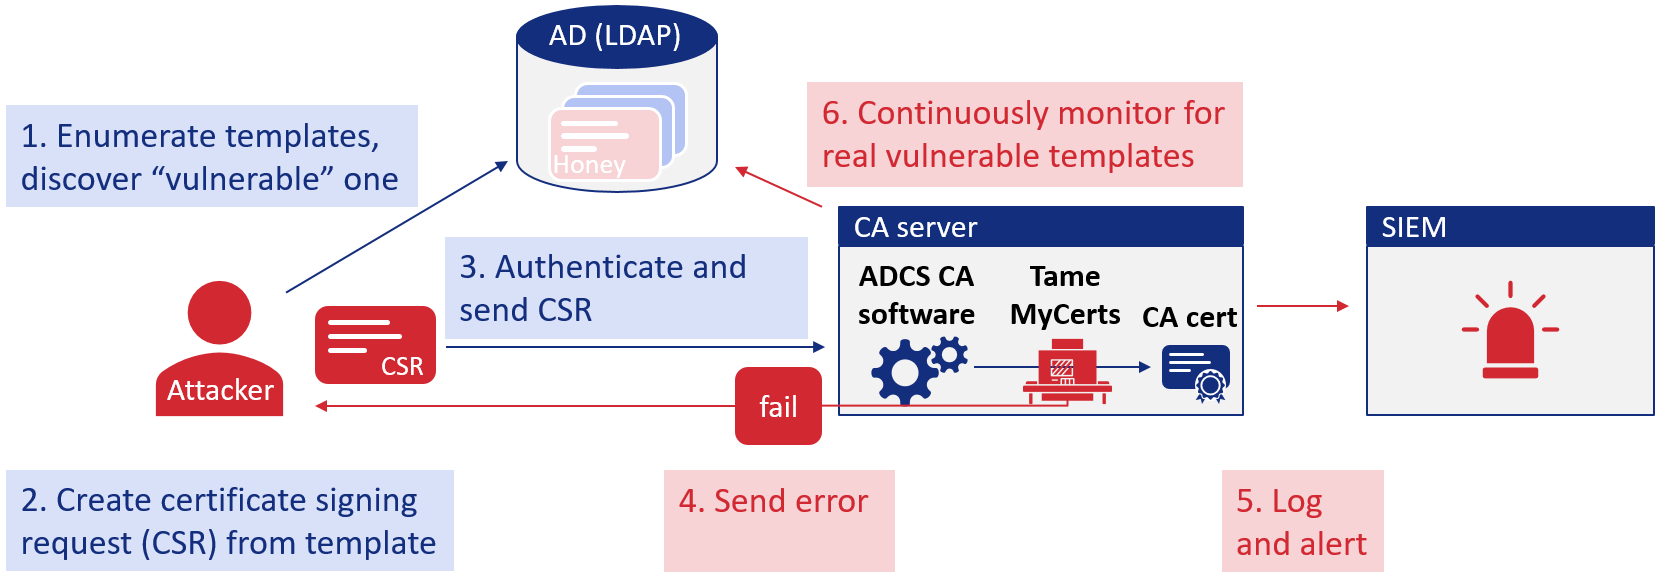 AD (LDAP)
Honey
1. Enumerate templates,
discover “vulnerable” one
6. Continuously monitor for
real vulnerable templates
3. Authenticate and
send CSR
CA server
ADCS CA
software
Tame
MyCerts
CA cert
SIEM
Attacker
CSR
fail
2. Create certificate signing
request (CSR) from template
4. Send error
5. Log
and alert